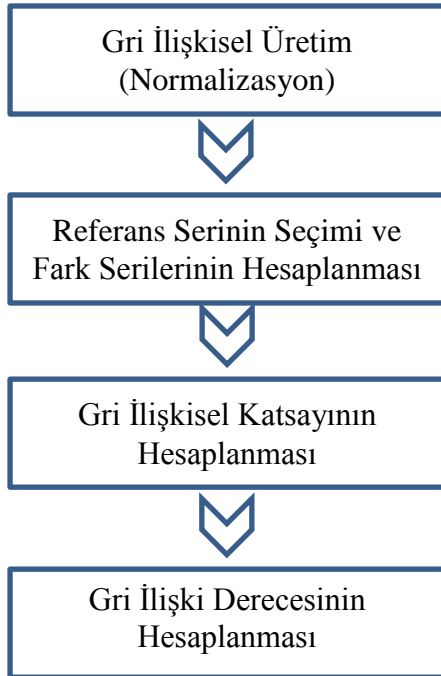 Gri İlişkisel Üretim
(Normalizasyon)
Referans Serinin Seçimi ve
Fark Serilerinin Hesaplanması
Gri İlişkisel Katsayının
Hesaplanması
Gri İlişki Derecesinin
Hesaplanması